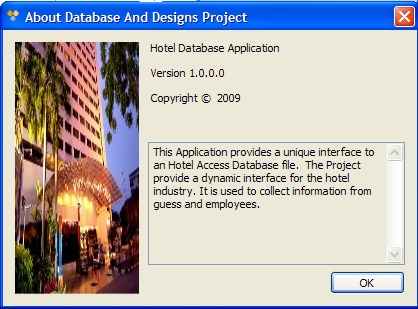 About Database And Designs Project
Hotel Database Application
Version 1.0.0.0
Copyright © 2009
This Application provides a unique interface to
an Hotel Access Database file. The Project
provide a dynamic interface for the hotel
industry. It is used to collect information from
guess and employees.
OK